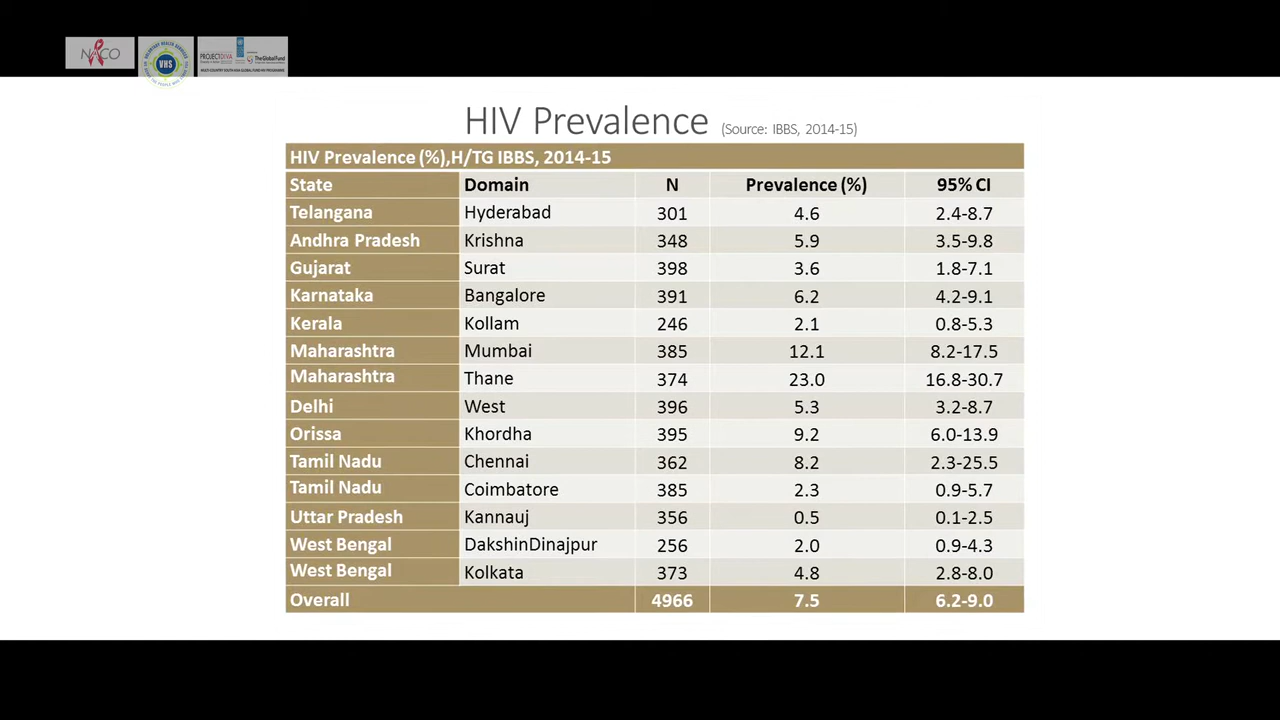 NACO
VHS
PROJECT DIVA
The Global Fund
HIV Prevalence (Source: IBBS, 2014-15)
HIV Prevalence (%),H/TG IBBS, 2014-15
State Domain N Prevalence (%) 95% CI
Telangana Hyderabad 301 4.6 2.4-8.7
Andhra Pradesh Krishna 348 5.9 3.5-9.8
Gujarat Surat 398 3.6 1.8-7.1
Karnataka Bangalore 391 6.2 4.2-9.1
Kerala Kollam 246 2.1 0.8-5.3
Maharashtra Mumbai 385 12.1 8.2-17.5
Maharashtra Thane 374 23.0 16.8-30.7
Delhi West 396 5.3 3.2-8.7
Orissa Khordha 395 9.2 6.0-13.9
Tamil Nadu Chennai 362 8.2 2.3-25.5
Tamil Nadu Coimbatore 385 2.3 0.9-5.7
Uttar Pradesh Kannauj 356 0.5 0.1-2.5
West Bengal DakshinDinajpur 256 2.0 0.9-4.3
West Bengal Kolkata 373 4.8 2.8-8.0
Overall 4966 7.5 6.2-9.0